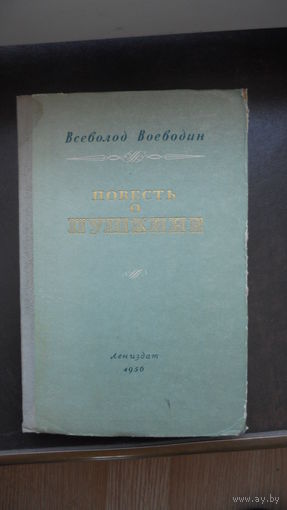 Всеволод Воеводин
ПОВЕСТЬ
о
ПУШКИНЕ
Лениздат
1950
www.ay.by